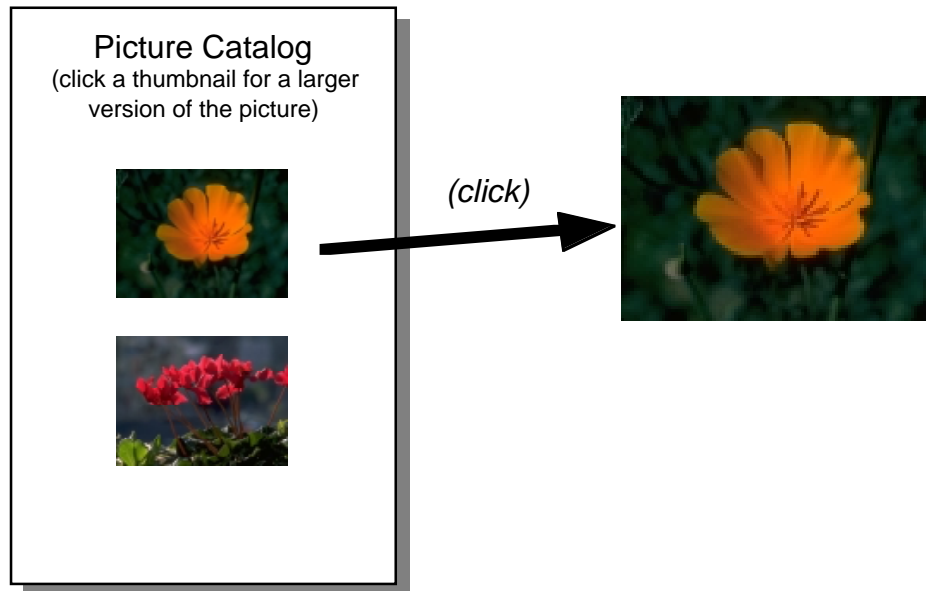 Picture Catalog
(click a thumbnail for a larger
version of the picture)
(click)